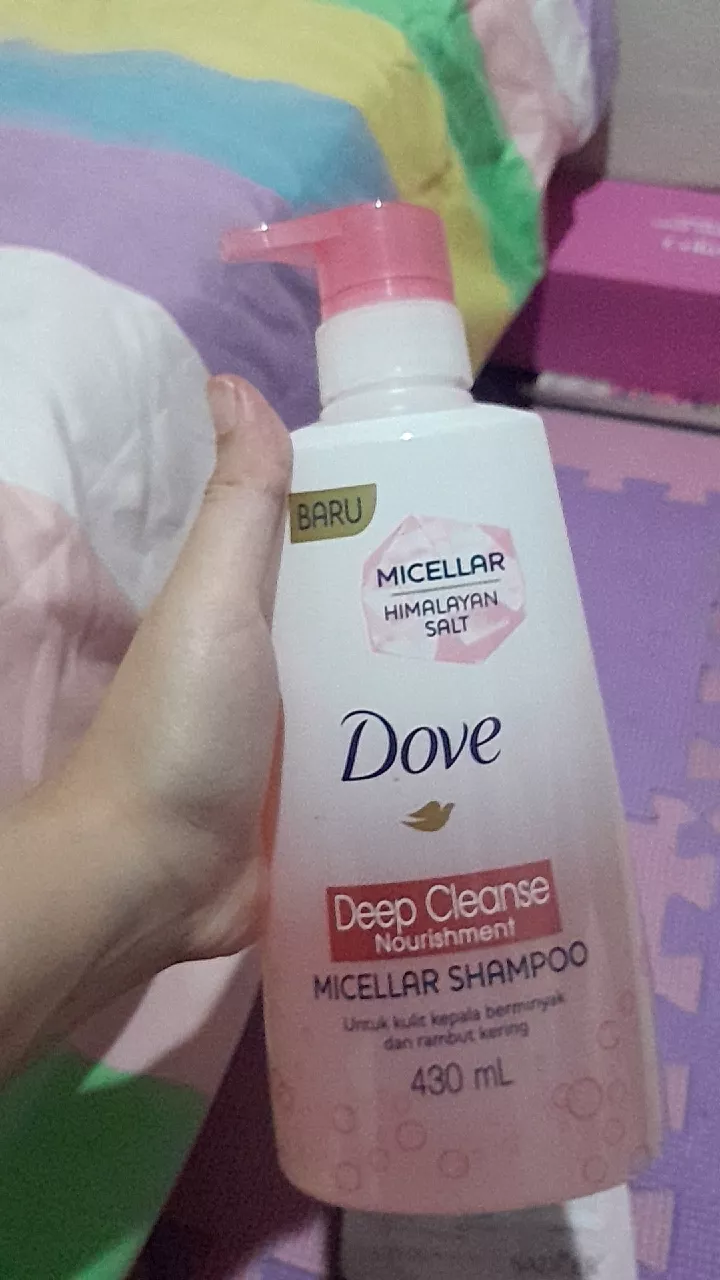 BARU
MICELLAR
HIMALAYAN
SALT
Dove
Deep Cleanse
Nourishment
MICELLAR SHAMPOO
Untuk kulit kepala berminyak
dan rambut kering
430 mL